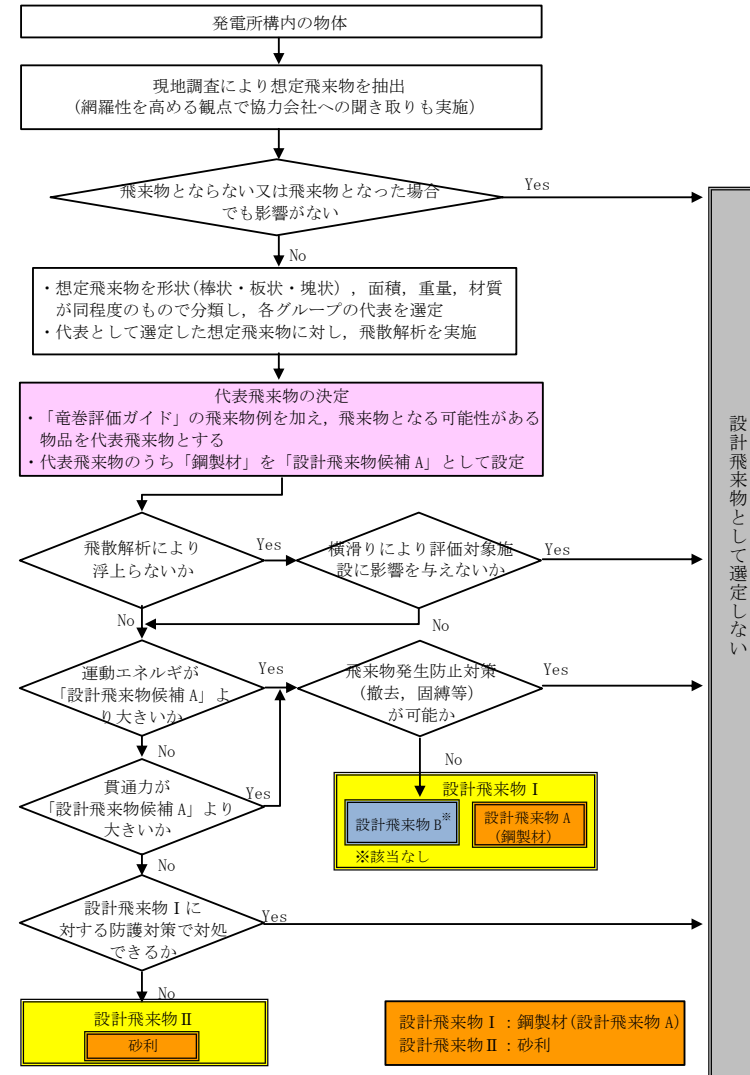 発電所構内の物体
現地調査により想定飛来物を抽出
(網羅性を高める観点で協力会社への聞き取りも実施)
飛来物とならない又は飛来物となった場合
でも影響がない
Yes
No
・想定飛来物を形状(棒状・板状・塊状)，面積，重量，材質
が同程度のもので分類し，各グループの代表を選定
・代表として選定した想定飛来物に対し，飛散解析を実施
代表飛来物の決定
・「竜巻評価ガイド」の飛来物例を加え，飛来物となる可能性がある
物品を代表飛来物とする
・代表飛来物のうち「鋼製材」を「設計飛来物候補 A」として設定
飛散解析により
浮上らないか
Yes
横滑りにより評価対象施
設に影響を与えないか
Yes
No
No
運動エネルギが
「設計飛来物候補 A」よ
り大きいか
Yes
飛来物発生防止対策
(撤去，固縛等)
が可能か
Yes
No
No
貫通力が
「設計飛来物候補 A」より
大きいか
Yes
設計飛来物Ⅰ
設計飛来物 B※
設計飛来物 A
(鋼製材)
※該当なし
No
設計飛来物Ⅰに
対する防護対策で対処
できるか
Yes
No
設計飛来物Ⅱ
砂利
設計飛来物Ⅰ：鋼製材(設計飛来物 A)
設計飛来物Ⅱ：砂利
設計飛来物として選定しない